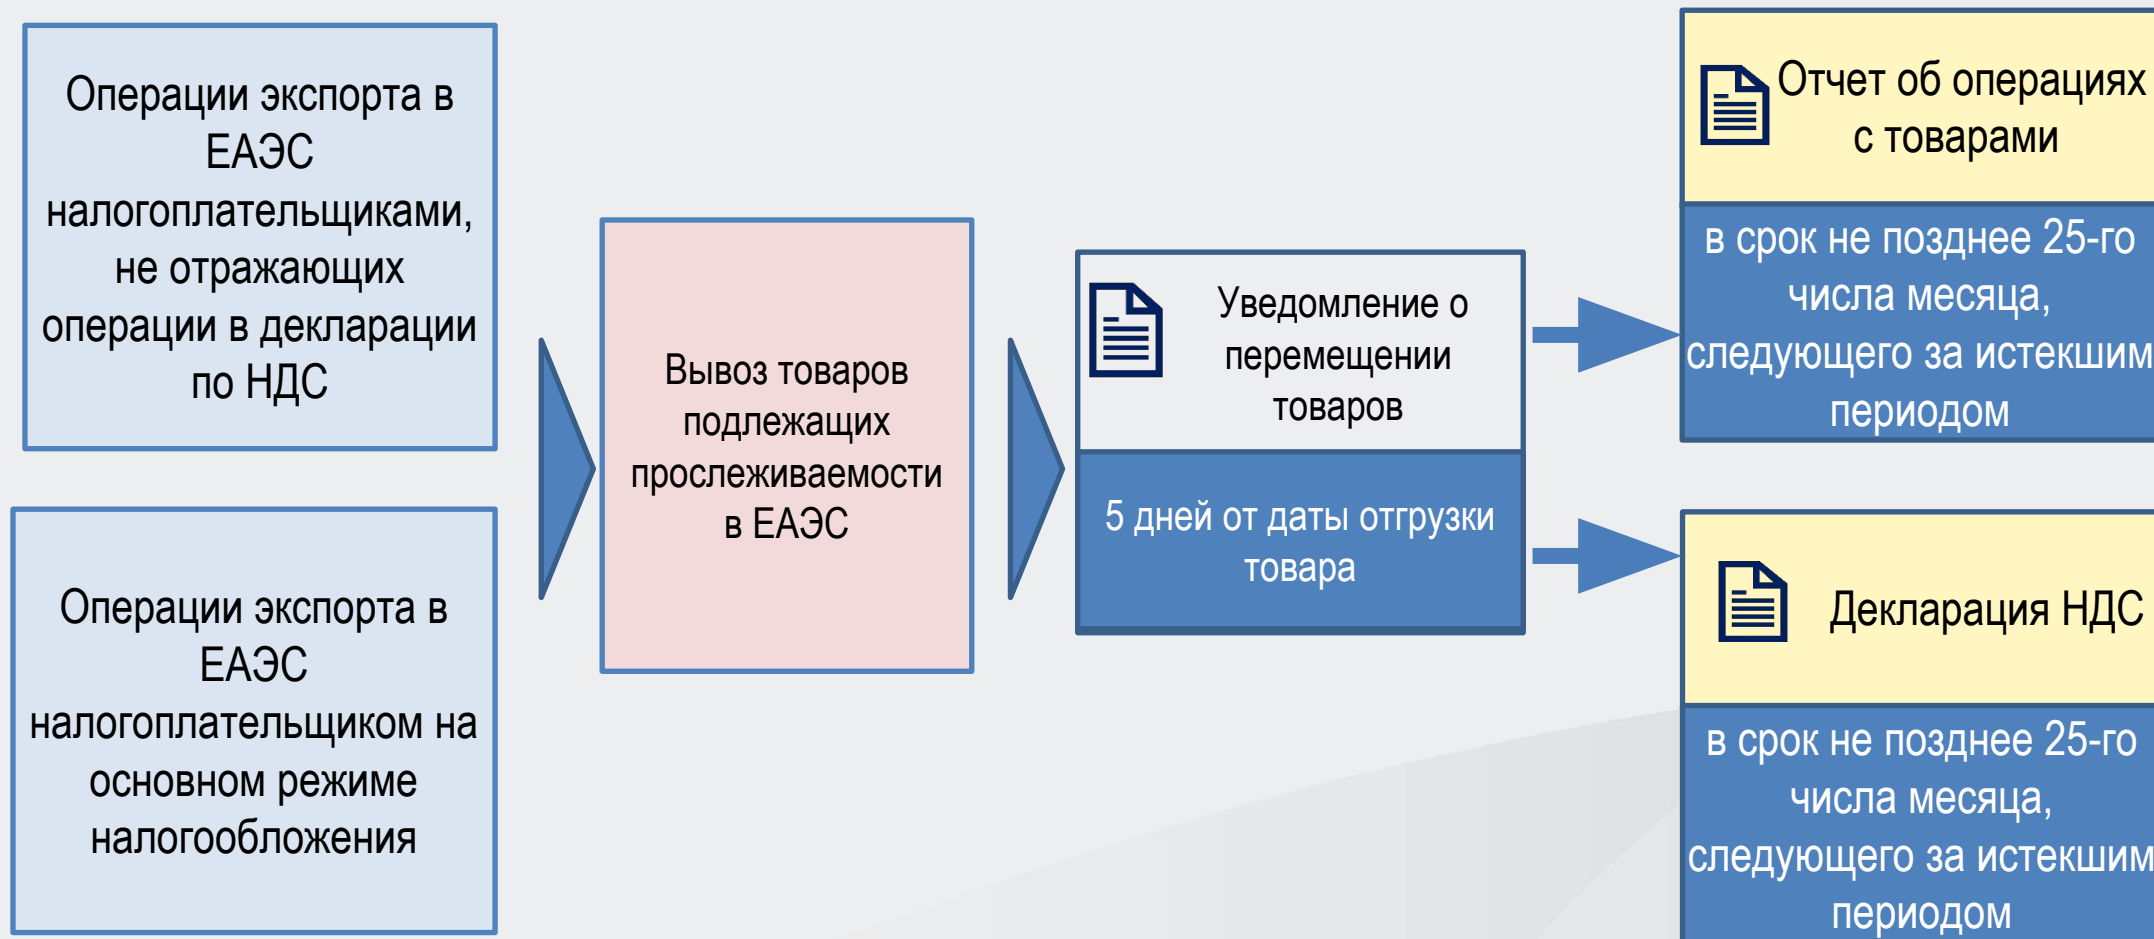 Операции экспорта в
ЕАЭС
налогоплательщиками,
не отражающих
операции в декларации
по НДС
Операции экспорта в
ЕАЭС
налогоплательщиком на
основном режиме
налогообложения
Вывоз товаров
подлежащих
прослеживаемости
в ЕАЭС
Уведомление о
перемещении
товаров
5 дней от даты отгрузки
товара
Отчет об операциях
с товарами
в срок не позднее 25-го
числа месяца,
следующего за истекшим
периодом
Декларация НДС
в срок не позднее 25-го
числа месяца,
следующего за истекшим
периодом